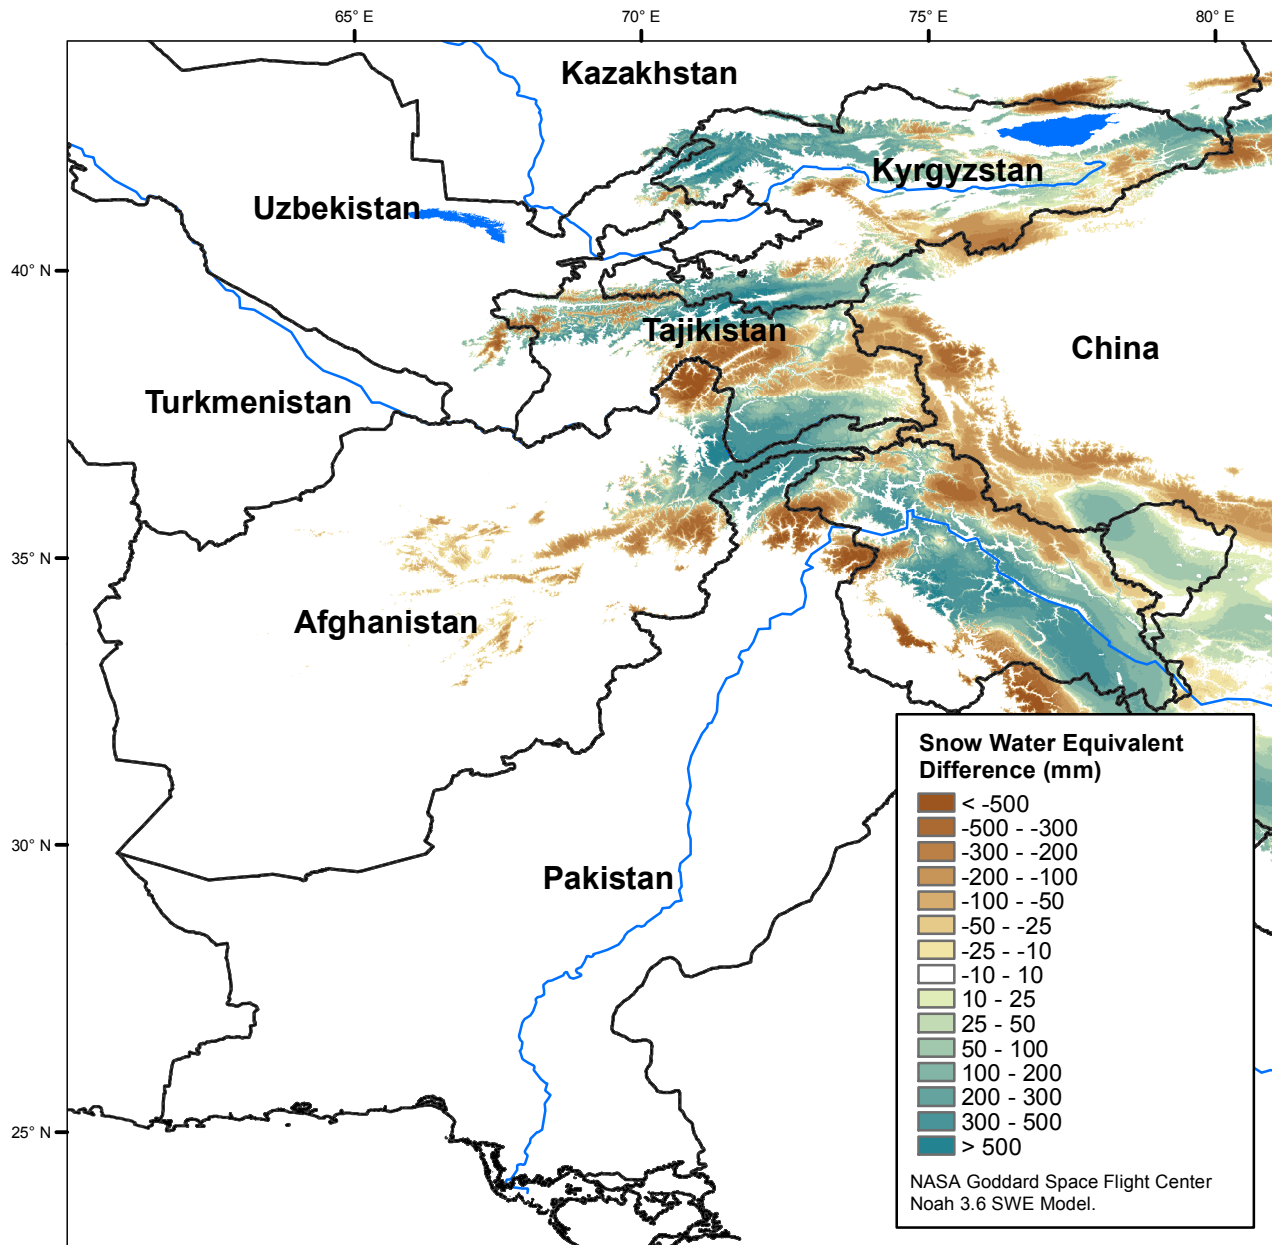 65° E
70° E
75° E
80° E
Kazakhstan
Kyrgyzstan
Uzbekistan
40° N
Tajikistan
China
Turkmenistan
35° N
Afghanistan
30° N
Pakistan
25° N
Snow Water Equivalent
Difference (mm)
< -500
-500 - -300
-300 - -200
-200 - -100
-100 - -50
-50 - -25
-25 - -10
-10 - 10
10 - 25
25 - 50
50 - 100
100 - 200
200 - 300
300 - 500
> 500
NASA Goddard Space Flight Center
Noah 3.6 SWE Model.